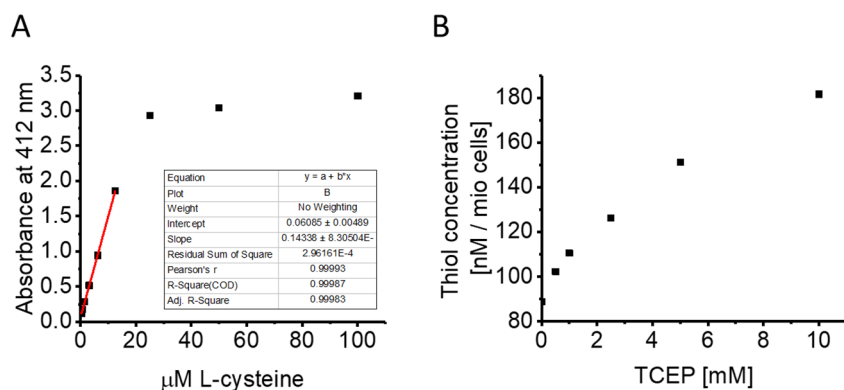 A
Absorbance at 412 nm
3.5
3.0
2.5
2.0
1.5
1.0
0.5
0.0
0 20 40 60 80 100
μM L-cysteine
Equation y = a + b*x
Plot B
Weight No Weighting
Intercept 0.06085 ± 0.00489
Slope 0.14338 ± 8.30504E-
Residual Sum of Square 2.96161E-4
Pearson's r 0.99993
R-Square(COD) 0.99987
Adj. R-Square 0.99983
B
Thiol concentration
[nM / mio cells]
180
160
140
120
100
80
0 2 4 6 8 10
TCEP [mM]